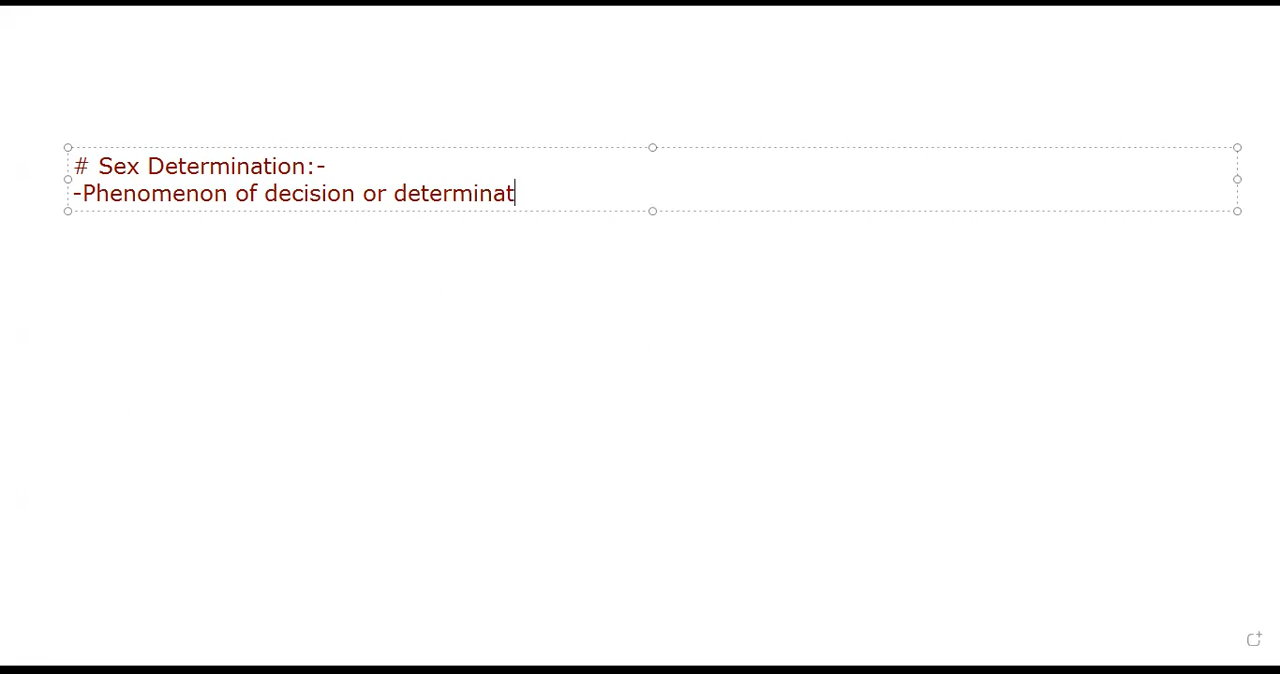 # Sex Determination:-
-Phenomenon of decision or determinat